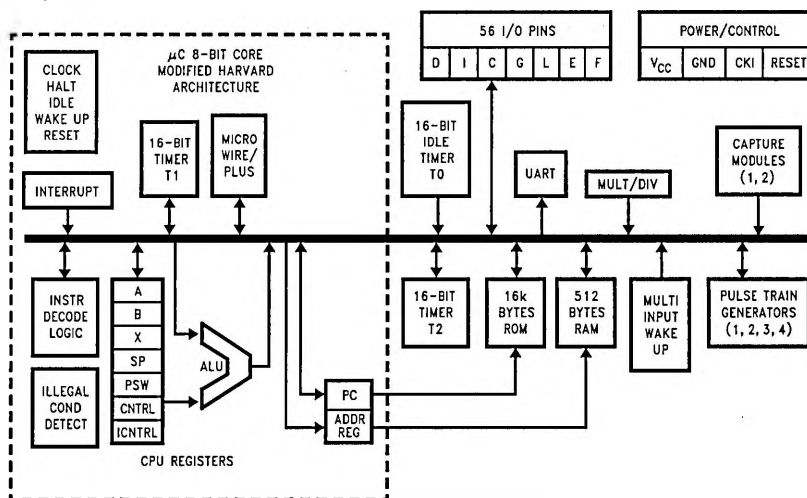 56 I/O PINS
D I C G L E F
POWER/CONTROL
VCC GND CKI RESET
CLOCK
HALT
IDLE
WAKE UP
RESET
μC 8-BIT CORE
MODIFIED HARVARD
ARCHITECTURE
INTERRUPT
16-BIT
TIMER
T1
MICRO
WIRE/
PLUS
16-BIT
IDLE
TIMER
T0
UART
MULT/DIV
CAPTURE
MODULES
(1, 2)
INSTR
DECODE
LOGIC
ILLEGAL
COND
DETECT
A
B
X
SP
PSW
CNTRL
ICNTRL
CPU REGISTERS
ALU
PC
ADDR
REG
16-BIT
TIMER
T2
16k
BYTES
ROM
512
BYTES
RAM
MULTI
INPUT
WAKE
UP
PULSE TRAIN
GENERATORS
(1, 2, 3, 4)